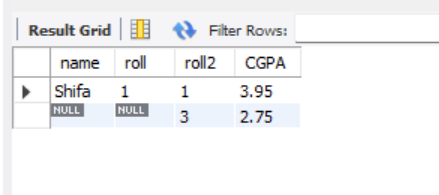 Result Grid Filter Rows:
name roll roll2 CGPA
Shifa 1 1 3.95
NULL NULL 3 2.75